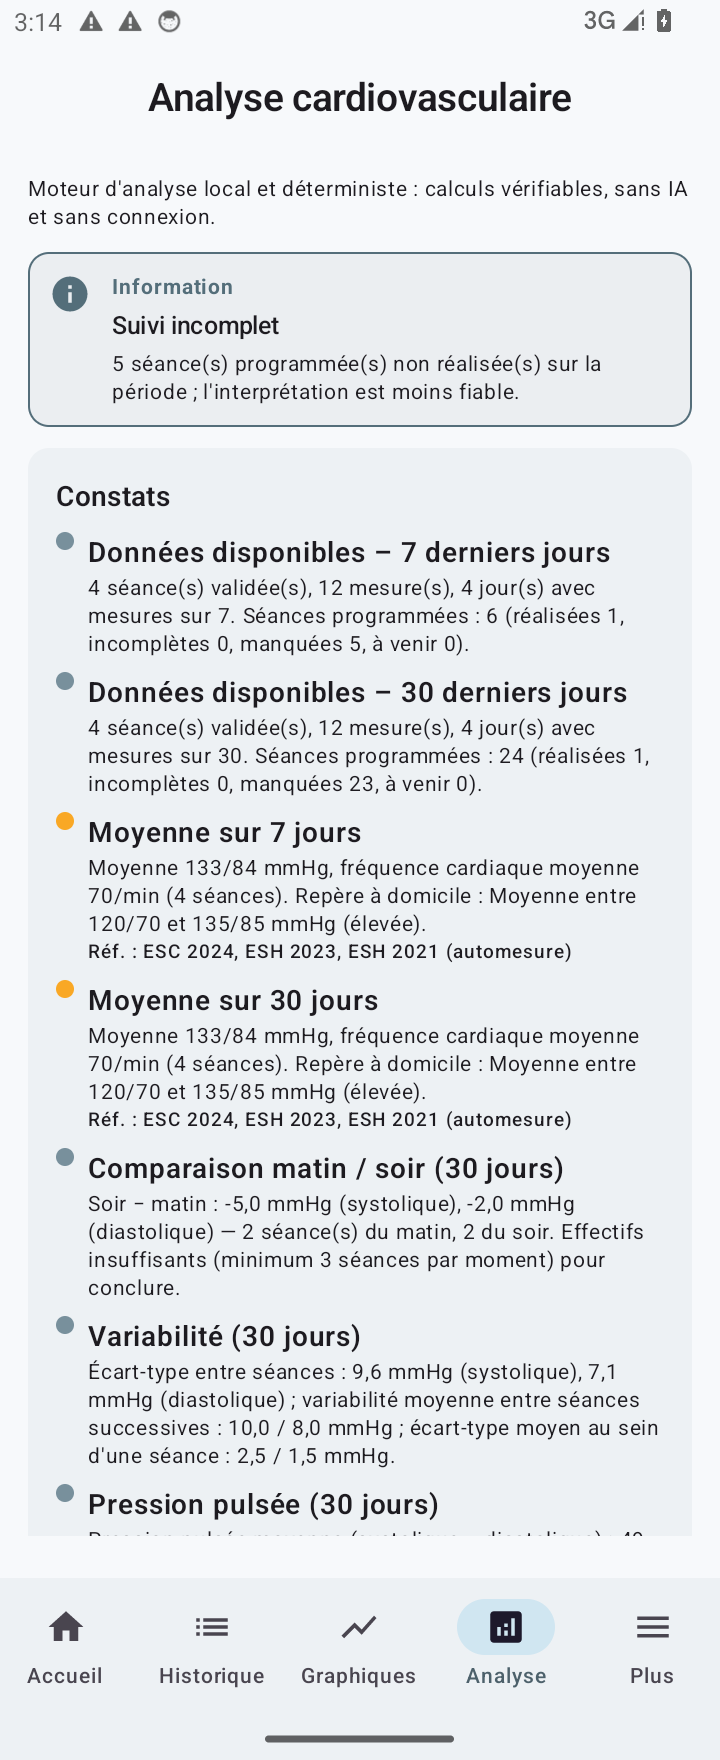 3:14
3G
Analyse cardiovasculaire
Moteur d'analyse local et déterministe : calculs vérifiables, sans IA
et sans connexion.
Information
Suivi incomplet
5 séance(s) programmée(s) non réalisée(s) sur la
période ; l'interprétation est moins fiable.
Constats
Données disponibles – 7 derniers jours
4 séance(s) validée(s), 12 mesure(s), 4 jour(s) avec
mesures sur 7. Séances programmées : 6 (réalisées 1,
incomplètes 0, manquées 5, à venir 0).
Données disponibles – 30 derniers jours
4 séance(s) validée(s), 12 mesure(s), 4 jour(s) avec
mesures sur 30. Séances programmées : 24 (réalisées 1,
incomplètes 0, manquées 23, à venir 0).
Moyenne sur 7 jours
Moyenne 133/84 mmHg, fréquence cardiaque moyenne
70/min (4 séances). Repère à domicile : Moyenne entre
120/70 et 135/85 mmHg (élevée).
Réf. : ESC 2024, ESH 2023, ESH 2021 (automesure)
Moyenne sur 30 jours
Moyenne 133/84 mmHg, fréquence cardiaque moyenne
70/min (4 séances). Repère à domicile : Moyenne entre
120/70 et 135/85 mmHg (élevée).
Réf. : ESC 2024, ESH 2023, ESH 2021 (automesure)
Comparaison matin / soir (30 jours)
Soir − matin : -5,0 mmHg (systolique), -2,0 mmHg
(diastolique) — 2 séance(s) du matin, 2 du soir. Effectifs
insuffisants (minimum 3 séances par moment) pour
conclure.
Variabilité (30 jours)
Écart-type entre séances : 9,6 mmHg (systolique), 7,1
mmHg (diastolique) ; variabilité moyenne entre séances
successives : 10,0 / 8,0 mmHg ; écart-type moyen au sein
d'une séance : 2,5 / 1,5 mmHg.
Pression pulsée (30 jours)
Accueil
Historique
Graphiques
Analyse
Plus